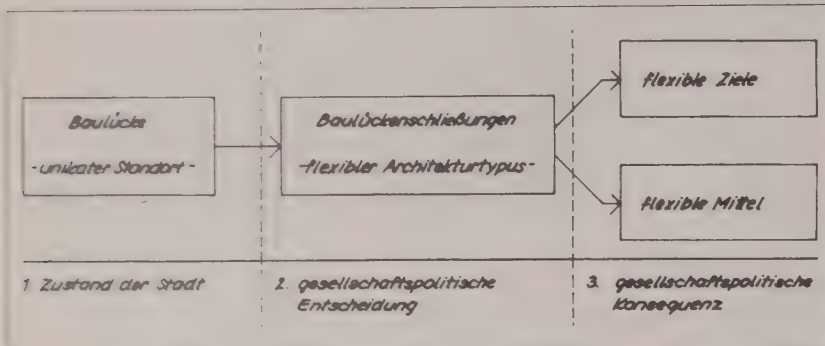 Baulücke
-unikater Standort-
Baulückenschließungen
-flexibler Architekturtypus-
flexible Ziele
flexible Mittel
1. Zustand der Stadt
2. gesellschaftspolitische
Entscheidung
3. gesellschaftspolitische
Konsequenz